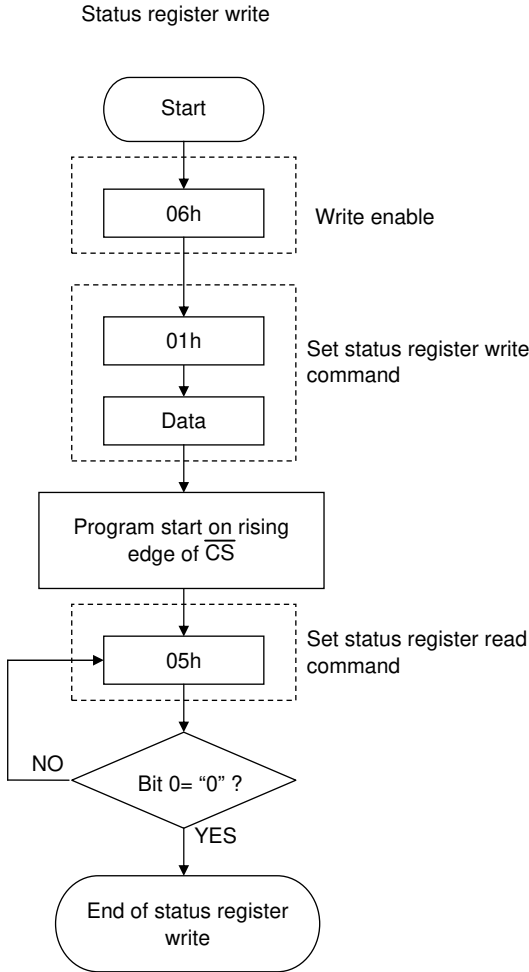 Status register write
Start
06h
Write enable
01h
Set status register write
command
Data
Program start on rising
edge of C̅S̅
Set status register read
command
05h
NO
Bit 0= “0” ?
YES
End of status register
write